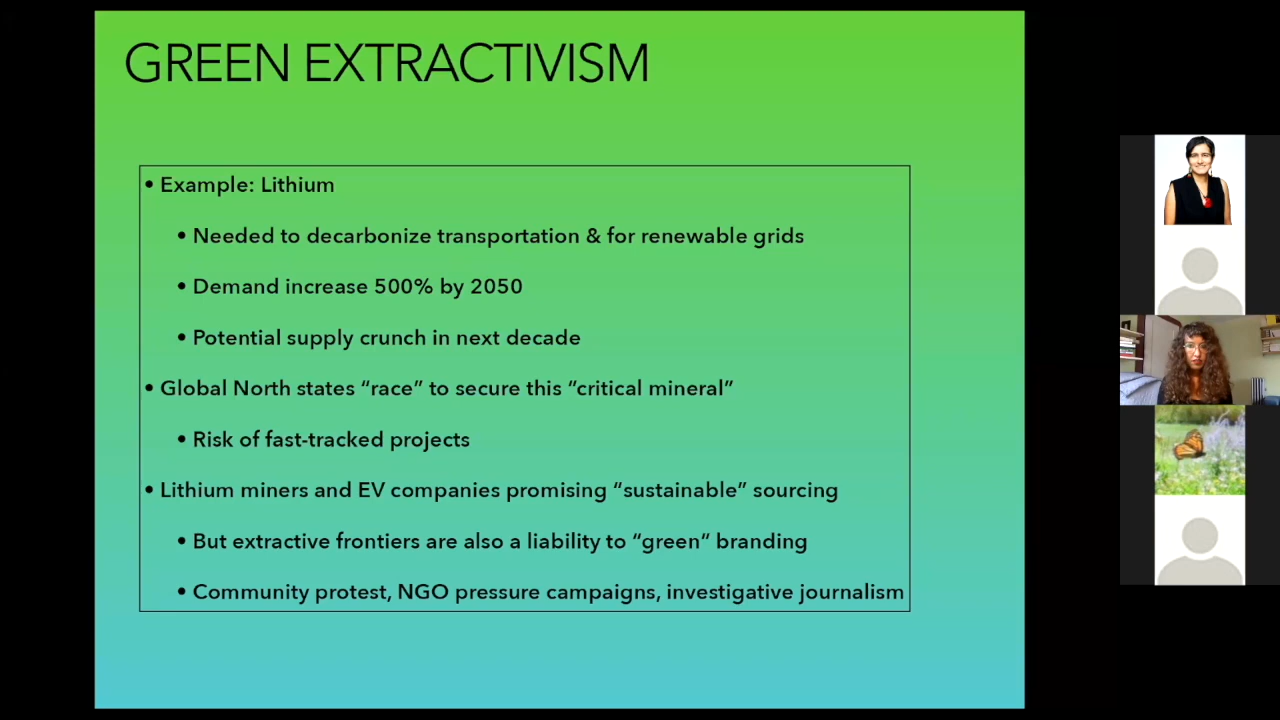 GREEN EXTRACTIVISM
• Example: Lithium
• Needed to decarbonize transportation & for renewable grids
• Demand increase 500% by 2050
• Potential supply crunch in next decade
• Global North states “race” to secure this “critical mineral”
• Risk of fast-tracked projects
• Lithium miners and EV companies promising “sustainable” sourcing
• But extractive frontiers are also a liability to “green” branding
• Community protest, NGO pressure campaigns, investigative journalism